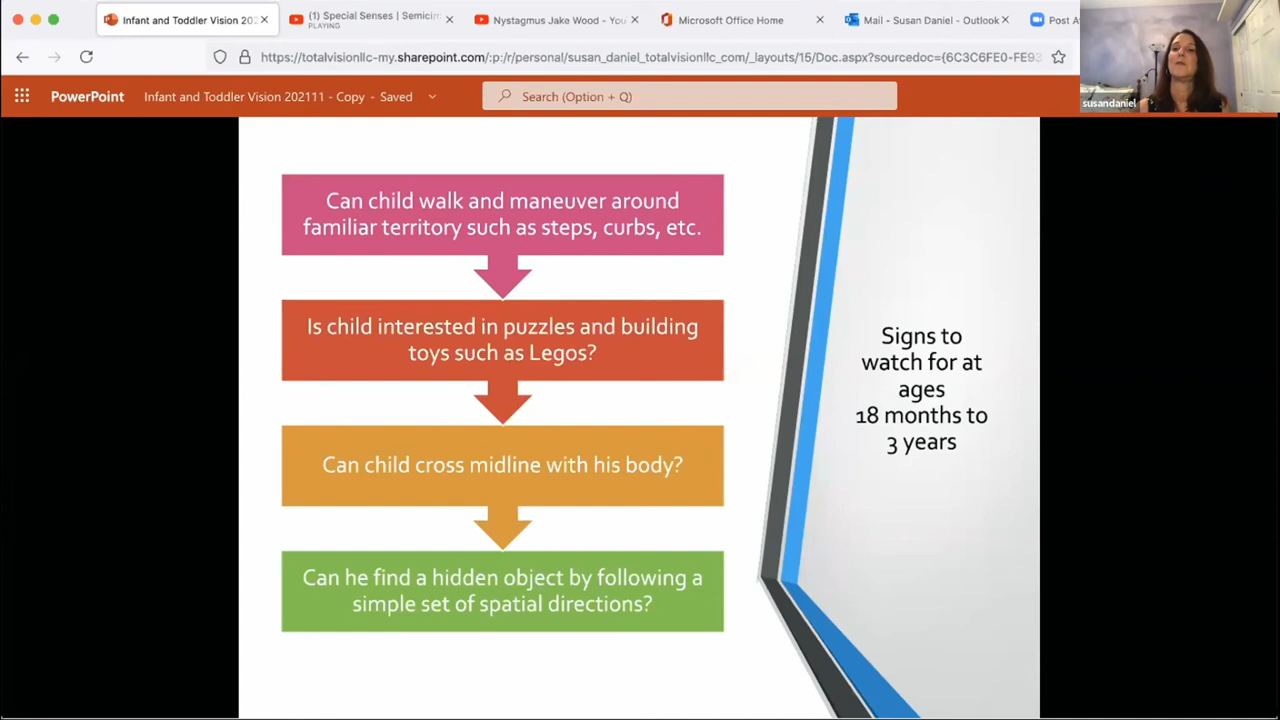 Infant and Toddler Vision 202
(1) Special Senses | Semicirc
PLAYING
Nystagmus Jake Wood - You
Microsoft Office Home
Mail - Susan Daniel - Outlook
Post A
https://totalvisionllc-my.sharepoint.com/:p:r/personal/susan_daniel_totalvisionllc_com/_layouts/15/Doc.aspx?sourcedoc={6C3C6FE0-FE93
PowerPoint
Infant and Toddler Vision 202111 - Copy - Saved
Search (Option + Q)
susandaniel
Can child walk and maneuver around
familiar territory such as steps, curbs, etc.
Is child interested in puzzles and building
toys such as Legos?
Can child cross midline with his body?
Can he find a hidden object by following a
simple set of spatial directions?
Signs to
watch for at
ages
18 months to
3 years